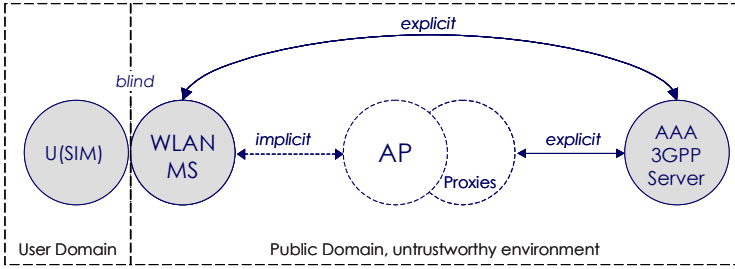 explicit
blind
U(SIM)
WLAN
MS
implicit
AP
Proxies
explicit
AAA
3GPP
Server
User Domain
Public Domain, untrustworthy environment